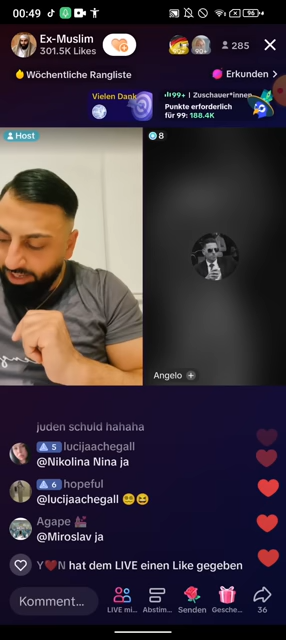 00:49
96
Ex-Muslim
301.5K Likes
285
Wöchentliche Rangliste
Erkunden >
Vielen Dank
99+ | Zuschauer*innen
Punkte erforderlich
für 99: 188.4K
Host
8
Angelo +
juden schuld hahaha
5 lucijaachegall
@Nikolina Nina ja
6 hopeful
@lucijaachegall 😵‍💫😆
Agape
@Miroslav ja
Y❤️N hat dem LIVE einen Like gegeben
Komment...
LIVE mi...
Abstim...
Senden
Gesche...
36